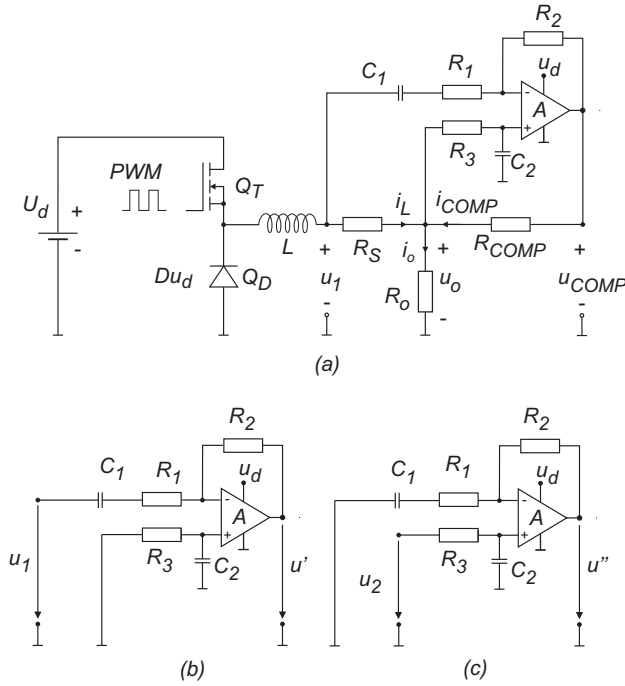 R2
C1 R1 ud
- A
+
R3 C2
PWM QT
Ud + -
iL iCOMP
L RS io RCOMP
Dud QD
+ u1 -
Ro + uo -
+ uCOMP -
(a)
R2
C1 R1 ud
- A
+
R3 C2
u1 u'
(b)
R2
C1 R1 ud
- A
+
R3 C2
u2 u"
(c)